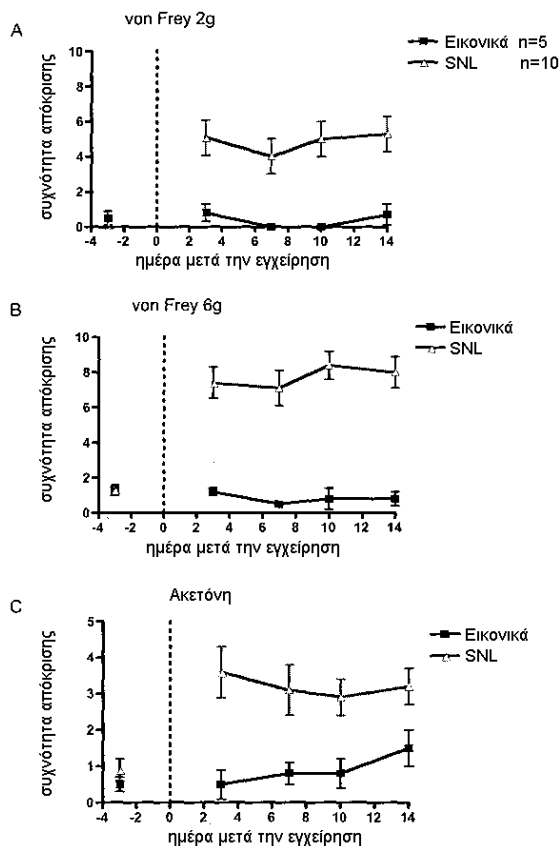 von Frey 2g
A
Εικονικά n=5
SNL n=10
συχνότητα απόκρισης
10
8
6
4
2
0
-4 -2 0 2 4 6 8 10 12 14
ημέρα μετά την εγχείρηση
von Frey 6g
B
Εικονικά
SNL
συχνότητα απόκρισης
10
8
6
4
2
0
-4 -2 0 2 4 6 8 10 12 14
ημέρα μετά την εγχείρηση
C
Ακετόνη
Εικονικά
SNL
συχνότητα απόκρισης
5
4
3
2
1
0
-4 -2 0 2 4 6 8 10 12 14
ημέρα μετά την εγχείρηση